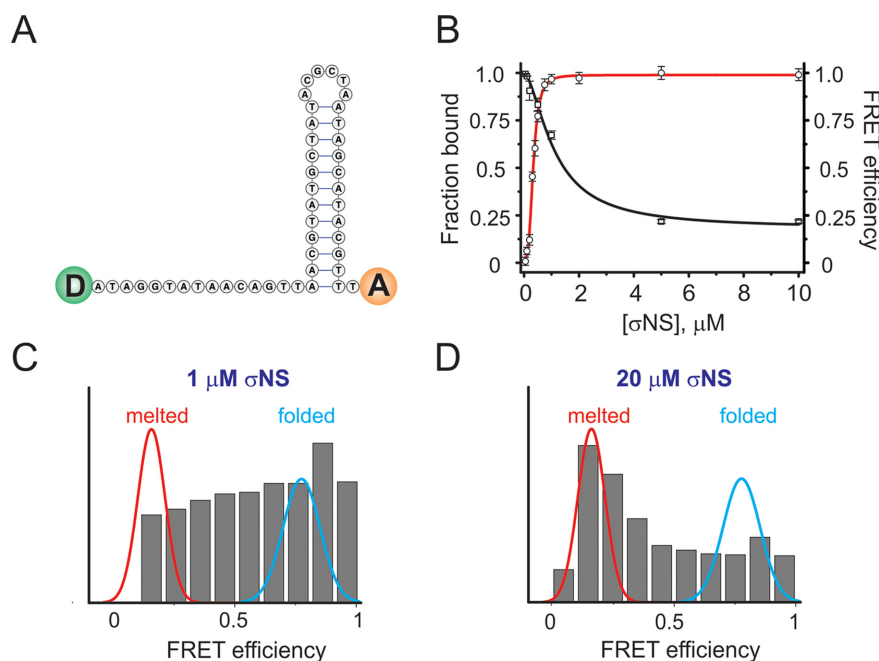 A
B
C G C T
A A
T A
A T
T A
C G
G C
T A
A T
T A
G C
C G
A T
D A T A G G T A T A A C A G T T A T T A
Fraction bound
1.0
0.75
0.5
0.25
0
FRET efficiency
1.0
0.75
0.5
0.25
0
0 2 4 6 8 10
[σNS], μM
C
1 μM σNS
melted folded
0 0.5 1
FRET efficiency
D
20 μM σNS
melted folded
0 0.5 1
FRET efficiency